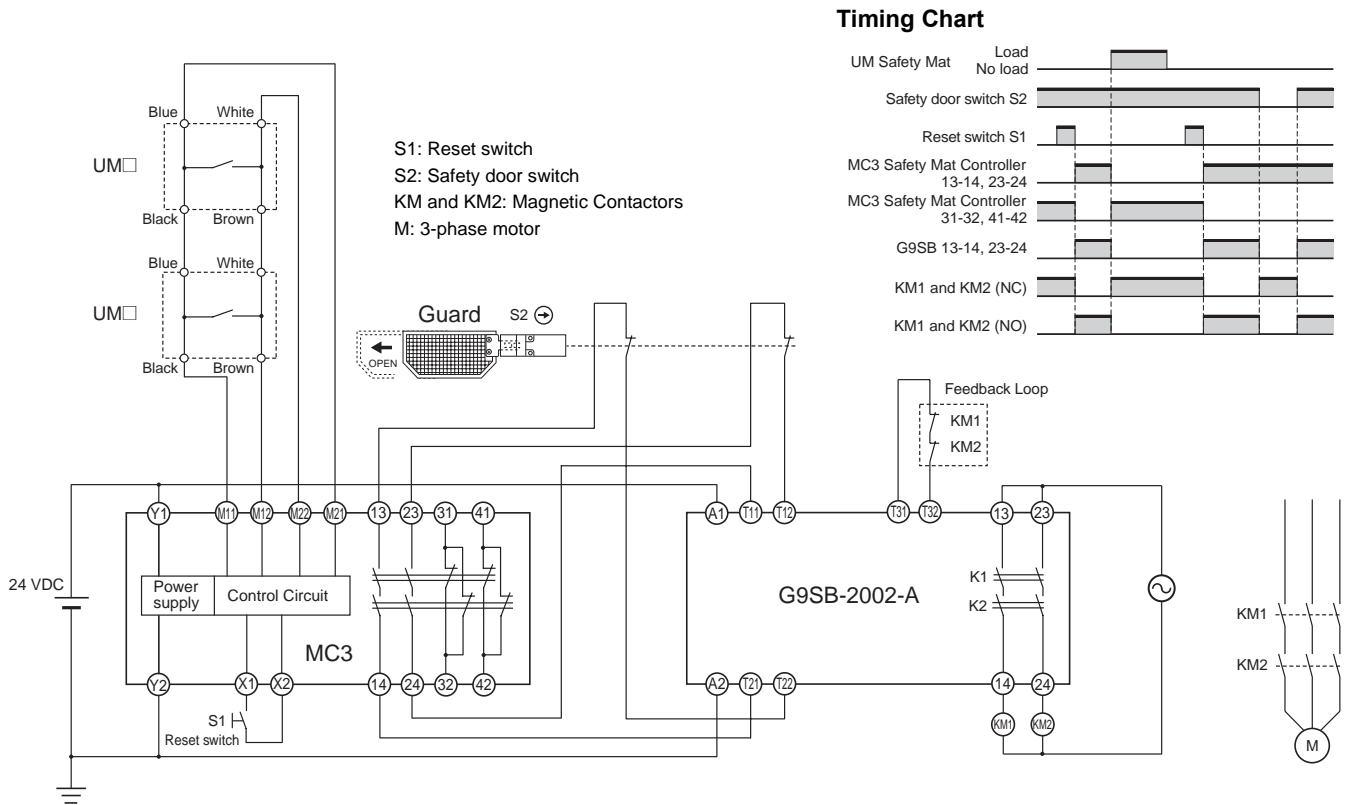 Timing Chart
UM Safety Mat
Load
No load
Safety door switch S2
Reset switch S1
MC3 Safety Mat Controller
13-14, 23-24
MC3 Safety Mat Controller
31-32, 41-42
G9SB 13-14, 23-24
KM1 and KM2 (NC)
KM1 and KM2 (NO)
Blue White
UM□
Black Brown
Blue White
UM□
Black Brown
S1: Reset switch
S2: Safety door switch
KM and KM2: Magnetic Contactors
M: 3-phase motor
Guard S2
OPEN
Feedback Loop
KM1
KM2
24 VDC
Y1 M11 M12 M22 M21 13 23 31 41
Power
supply
Control Circuit
MC3
Y2 X1 X2 14 24 32 42
S1
Reset switch
A1 T11 T12 T31 T32 13 23
K1
K2
G9SB-2002-A
A2 T21 T22 14 24
KM1 KM2
KM1
KM2
M